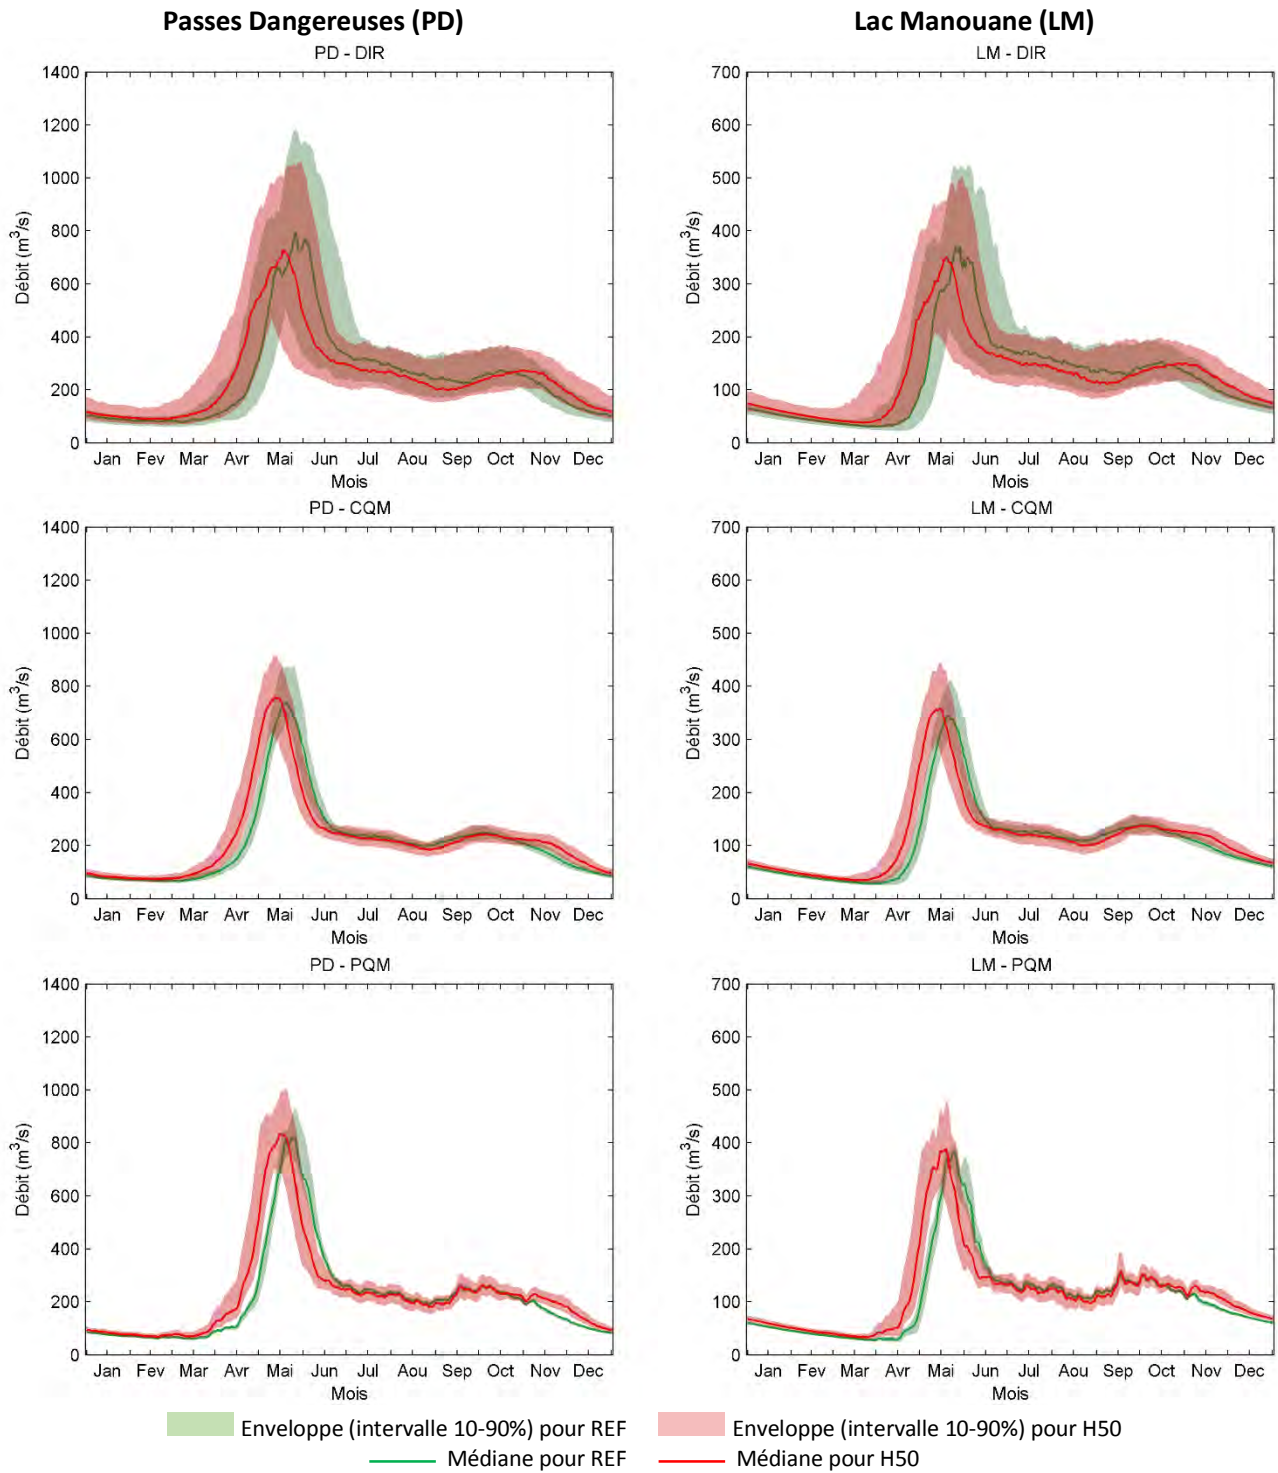 Passes Dangereuses (PD)
Lac Manouane (LM)
PD - DIR
1400
1200
1000
800
600
400
200
0
Débit (m³/s)
Jan Fev Mar Avr Mai Jun Jul Aou Sep Oct Nov Dec
Mois
LM - DIR
700
600
500
400
300
200
100
0
Débit (m³/s)
Jan Fev Mar Avr Mai Jun Jul Aou Sep Oct Nov Dec
Mois
PD - CQM
1400
1200
1000
800
600
400
200
0
Débit (m³/s)
Jan Fev Mar Avr Mai Jun Jul Aou Sep Oct Nov Dec
Mois
LM - CQM
700
600
500
400
300
200
100
0
Débit (m³/s)
Jan Fev Mar Avr Mai Jun Jul Aou Sep Oct Nov Dec
Mois
PD - PQM
1400
1200
1000
800
600
400
200
0
Débit (m³/s)
Jan Fev Mar Avr Mai Jun Jul Aou Sep Oct Nov Dec
Mois
LM - PQM
700
600
500
400
300
200
100
0
Débit (m³/s)
Jan Fev Mar Avr Mai Jun Jul Aou Sep Oct Nov Dec
Mois
Enveloppe (intervalle 10-90%) pour REF
Enveloppe (intervalle 10-90%) pour H50
Médiane pour REF
Médiane pour H50